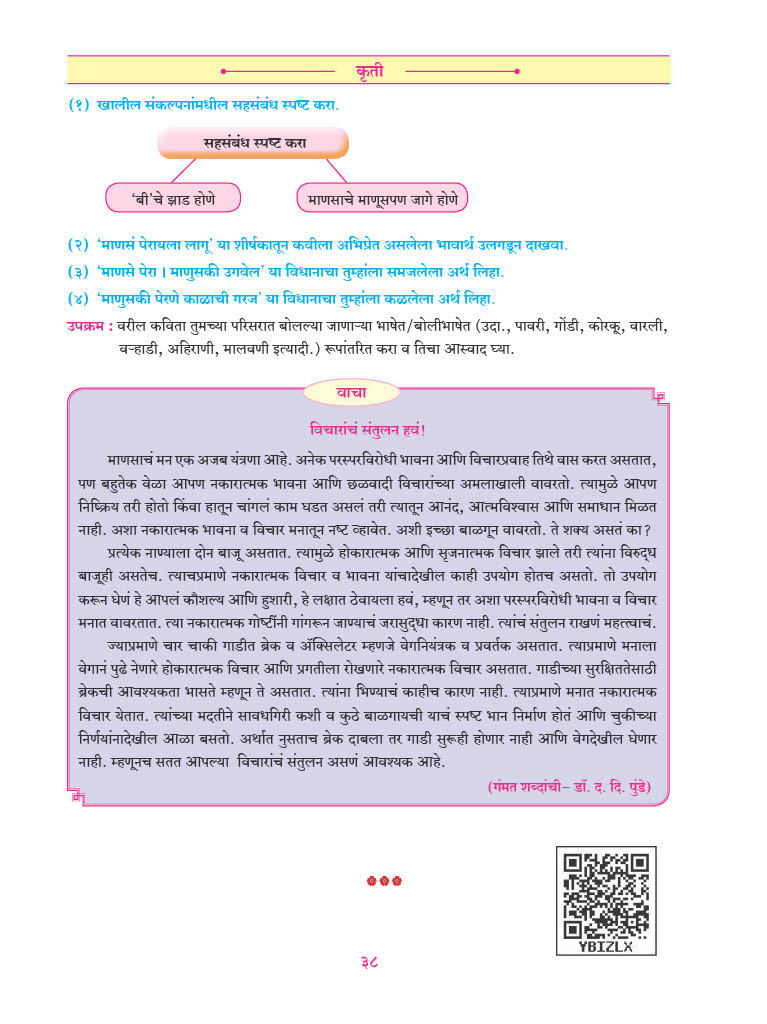 कृती
(१) खालील संकल्पनांमधील सहसंबंध स्पष्ट करा.
सहसंबंध स्पष्ट करा
‘बी’चे झाड होणे
माणसाचे माणूसपण जागे होणे
(२) ‘माणसं पेरायला लागू’ या शीर्षकातून कवीला अभिप्रेत असलेला भावार्थ उलगडून दाखवा.
(३) ‘माणसे पेरा । माणुसकी उगवेल’ या विधानाचा तुम्हांला समजलेला अर्थ लिहा.
(४) ‘माणुसकी पेरणे काळाची गरज’ या विधानाचा तुम्हांला कळलेला अर्थ लिहा.
उपक्रम : वरील कविता तुमच्या परिसरात बोलल्या जाणाऱ्या भाषेत/बोलीभाषेत (उदा., पावरी, गोंडी, कोरकू, वारली,
वऱ्हाडी, अहिराणी, मालवणी इत्यादी.) रूपांतरित करा व तिचा आस्वाद घ्या.
वाचा
विचारांचं संतुलन हवं!
माणसाचं मन एक अजब यंत्रणा आहे. अनेक परस्परविरोधी भावना आणि विचारप्रवाह तिथे वास करत असतात,
पण बहुतेक वेळा आपण नकारात्मक भावना आणि छळवादी विचारांच्या अमलाखाली वावरतो. त्यामुळे आपण
निष्क्रिय तरी होतो किंवा हातून चांगलं काम घडत असलं तरी त्यातून आनंद, आत्मविश्वास आणि समाधान मिळत
नाही. अशा नकारात्मक भावना व विचार मनातून नष्ट व्हावेत. अशी इच्छा बाळगून वावरतो. ते शक्य असतं का?
प्रत्येक नाण्याला दोन बाजू असतात. त्यामुळे होकारात्मक आणि सृजनात्मक विचार झाले तरी त्यांना विरुद्ध
बाजूही असतेच. त्याचप्रमाणे नकारात्मक विचार व भावना यांचादेखील काही उपयोग होतच असतो. तो उपयोग
करून घेणं हे आपलं कौशल्य आणि हुशारी, हे लक्षात ठेवायला हवं, म्हणून तर अशा परस्परविरोधी भावना व विचार
मनात वावरतात. त्या नकारात्मक गोष्टींनी गांगरून जाण्याचं जरासुद्धा कारण नाही. त्यांचं संतुलन राखणं महत्त्वाचं.
ज्याप्रमाणे चार चाकी गाडीत ब्रेक व ॲक्सिलेटर म्हणजे वेगनियंत्रक व प्रवर्तक असतात. त्याप्रमाणे मनाला
वेगानं पुढे नेणारे होकारात्मक विचार आणि प्रगतीला रोखणारे नकारात्मक विचार असतात. गाडीच्या सुरक्षिततेसाठी
ब्रेकची आवश्यकता भासते म्हणून ते असतात. त्यांना भिण्याचं काहीच कारण नाही. त्याप्रमाणे मनात नकारात्मक
विचार येतात. त्यांच्या मदतीने सावधगिरी कशी व कुठे बाळगायची याचं स्पष्ट भान निर्माण होतं आणि चुकीच्या
निर्णयांनादेखील आळा बसतो. अर्थात नुसताच ब्रेक दाबला तर गाडी सुरूही होणार नाही आणि वेगदेखील घेणार
नाही. म्हणूनच सतत आपल्या विचारांचं संतुलन असणं आवश्यक आहे.
(गंमत शब्दांची– डॉ. द. दि. पुंडे)
YBIZLX
३८